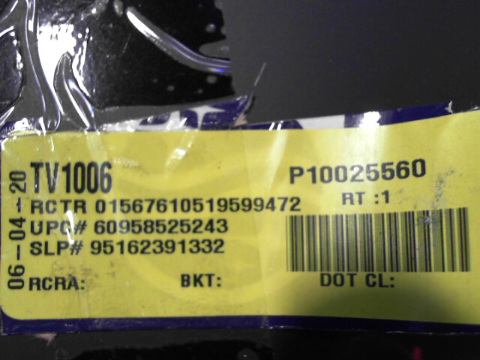 06-04-20
TV1006
P10025560
RCTR 01567610519599472
RT :1
UPC# 60958525243
SLP# 95162391332
RCRA:
BKT:
DOT CL: